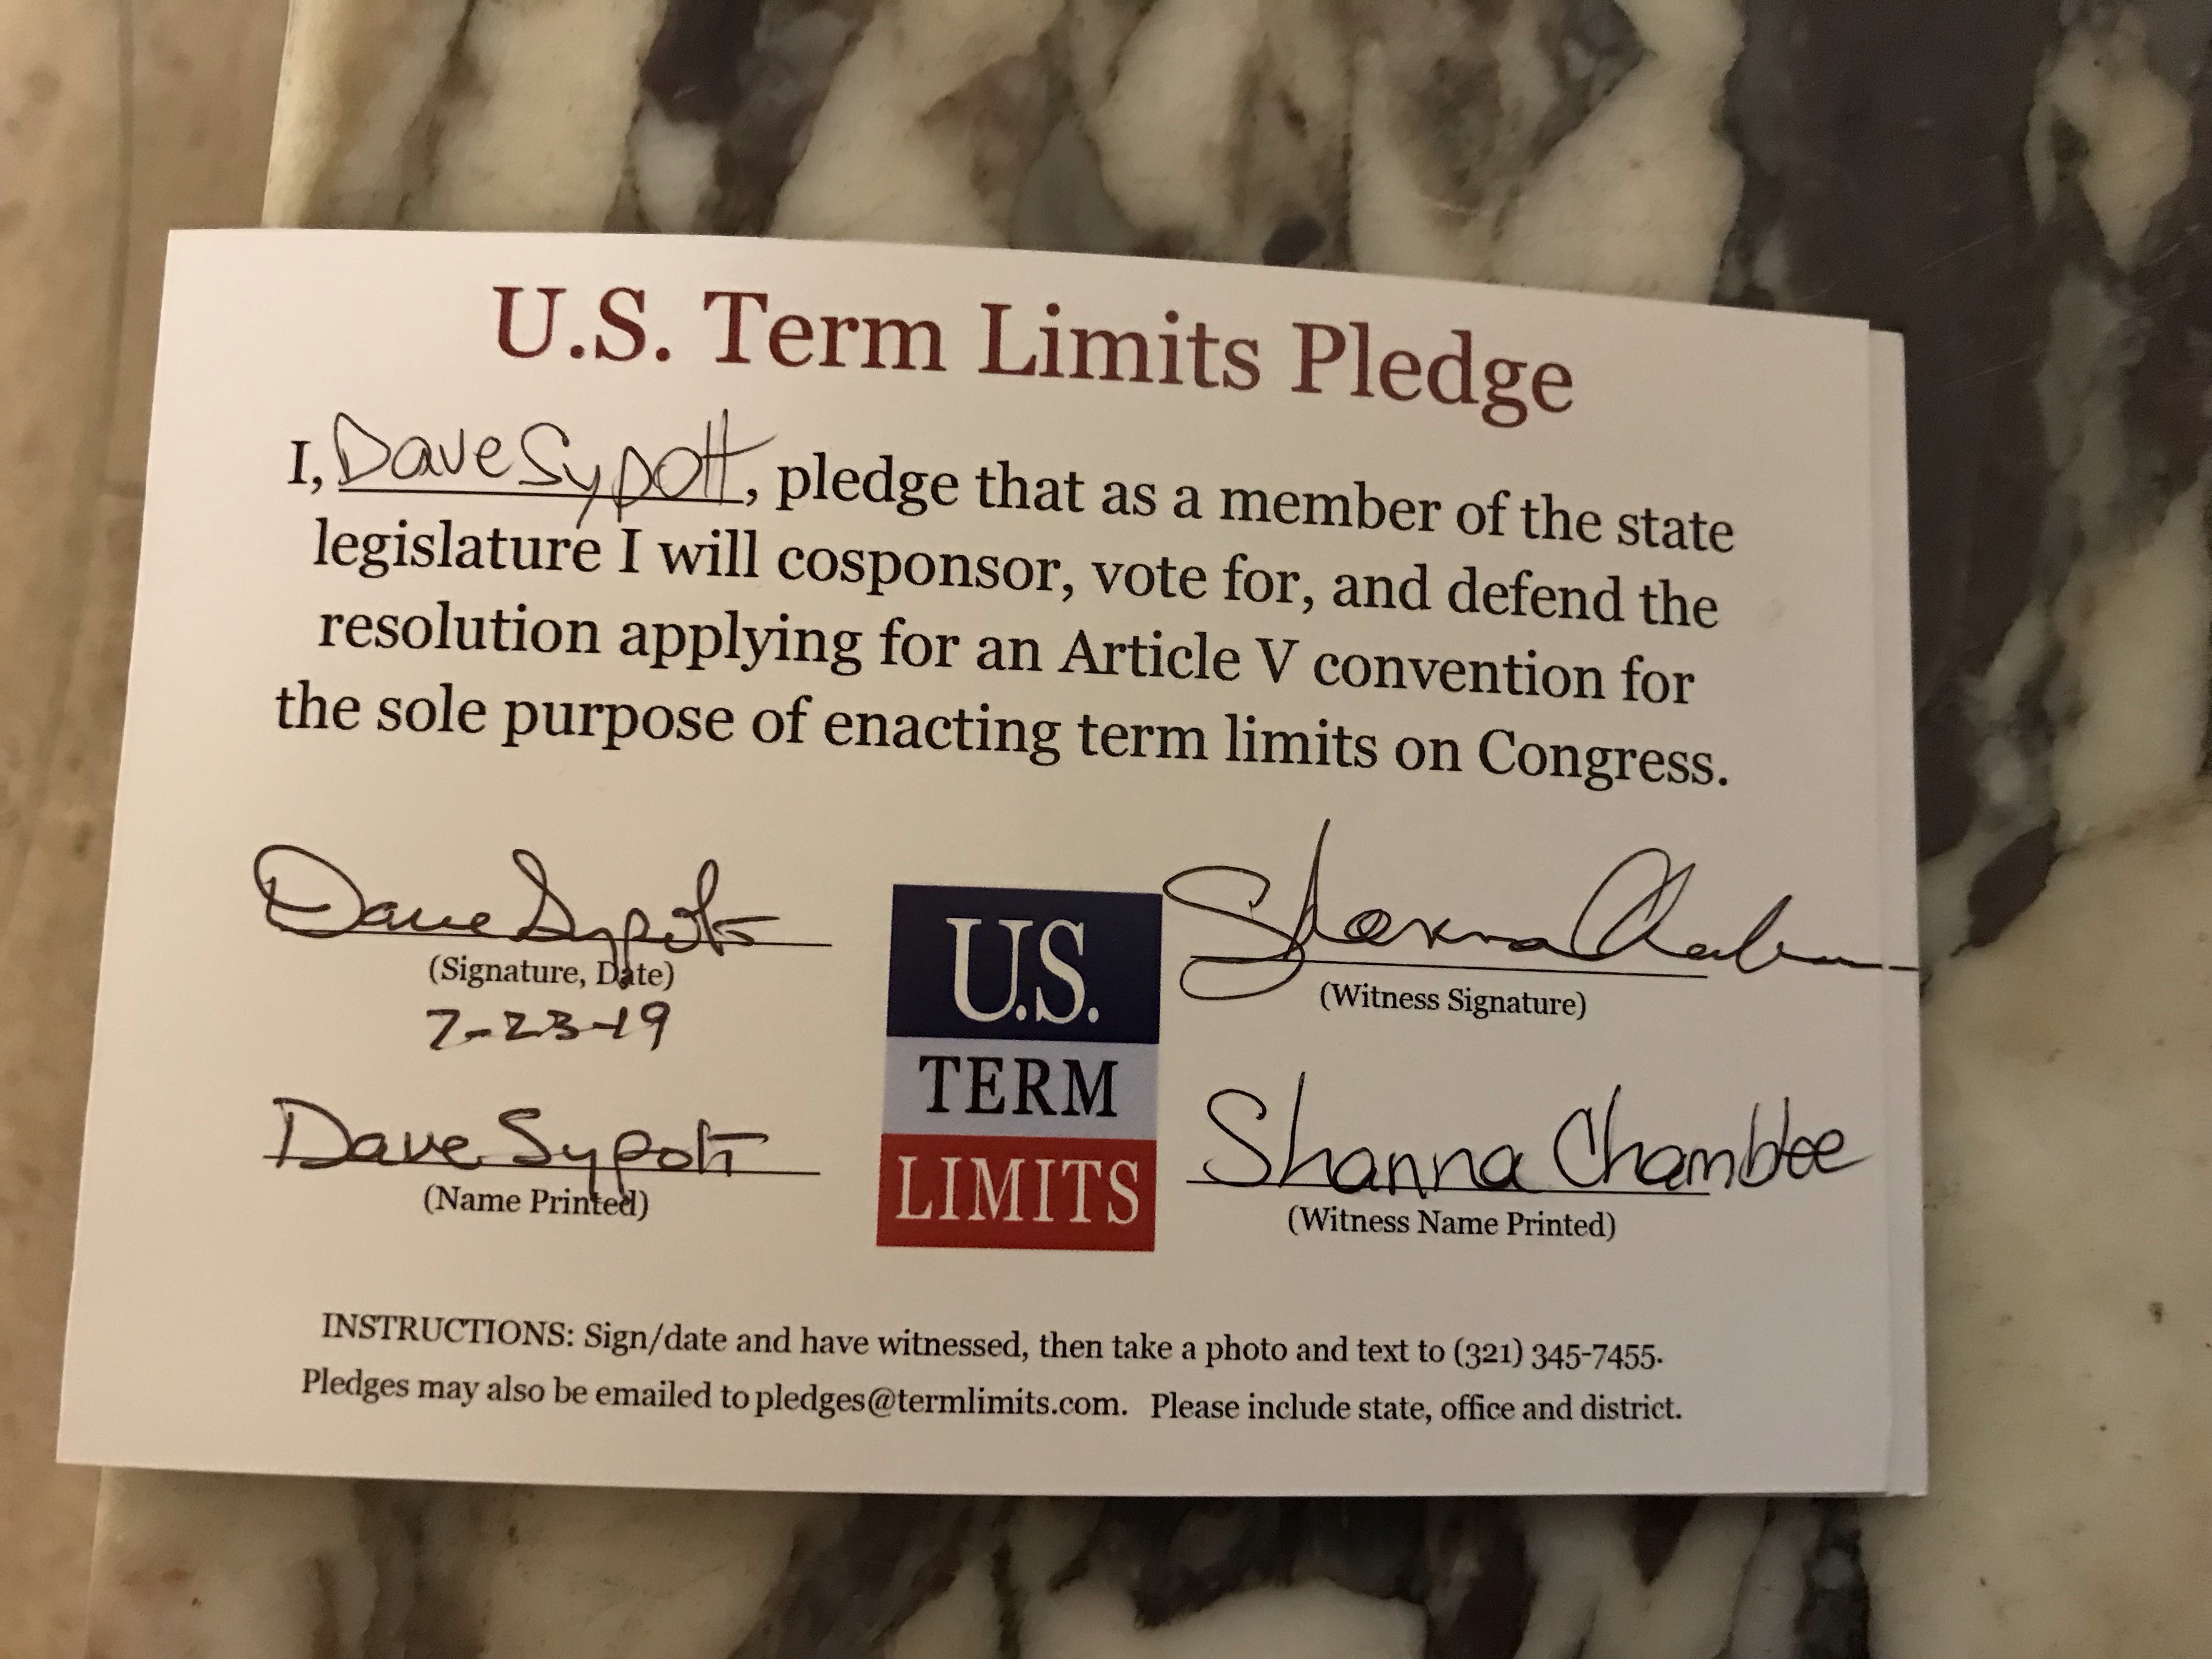 U.S. Term Limits Pledge
I, Dave Sypolt, pledge that as a member of the state
legislature I will cosponsor, vote for, and defend the
resolution applying for an Article V convention for
the sole purpose of enacting term limits on Congress.
Dave Sypolt
(Signature, Date)
7-23-19
Dave Sypolt
(Name Printed)
U.S.
TERM
LIMITS
Shanna Chamblee
(Witness Signature)
Shanna Chamblee
(Witness Name Printed)
INSTRUCTIONS: Sign/date and have witnessed, then take a photo and text to (321) 345-7455.
Pledges may also be emailed to pledges@termlimits.com. Please include state, office and district.